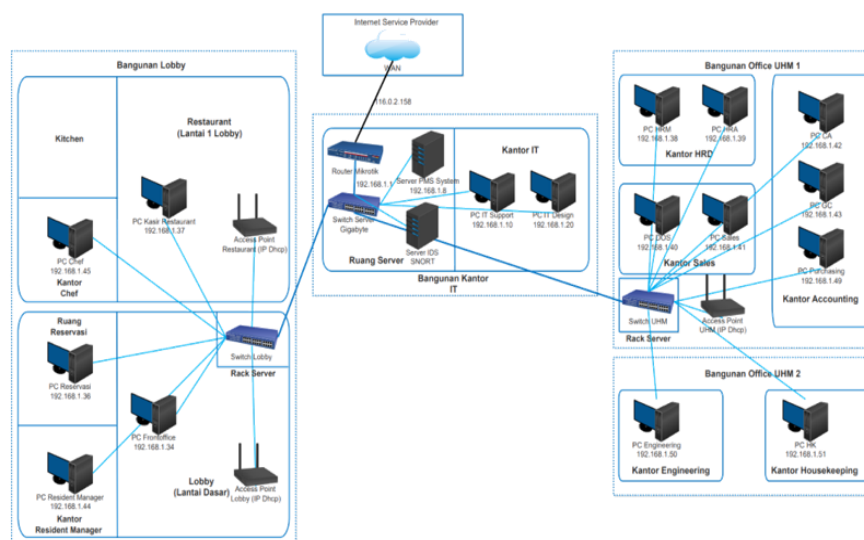 Internet Service Provider
WAN
116.0.2.158
Bangunan Lobby
Kitchen
Restaurant
(Lantai 1 Lobby)
PC Kasir Restaurant
192.168.1.37
Access Point
Restaurant (IP Dhcp)
PC Chef
192.168.1.45
Kantor
Chef
Ruang
Reservasi
PC Reservasi
192.168.1.36
Switch Lobby
Rack Server
PC Frontoffice
192.168.1.34
PC Resident Manager
192.168.1.44
Kantor
Resident Manager
Lobby
(Lantai Dasar)
Access Point
Lobby (IP Dhcp)
Router Mikrotik
192.168.1.1
Switch Server
Gigabyte
Server PMS System
192.168.1.8
Server IDS
SNORT
Ruang Server
Kantor IT
PC IT Support
192.168.1.10
PC IT Design
192.168.1.20
Bangunan Kantor
IT
Bangunan Office UHM 1
PC HRM
192.168.1.38
PC HRA
192.168.1.39
Kantor HRD
PC CA
192.168.1.42
PC DOS
192.168.1.40
PC Sales
192.168.1.41
Kantor Sales
PC GC
192.168.1.43
PC Purchasing
192.168.1.49
Kantor Accounting
Switch UHM
Rack Server
Access Point
UHM (IP Dhcp)
Bangunan Office UHM 2
PC Engineering
192.168.1.50
Kantor Engineering
PC HK
192.168.1.51
Kantor Housekeeping